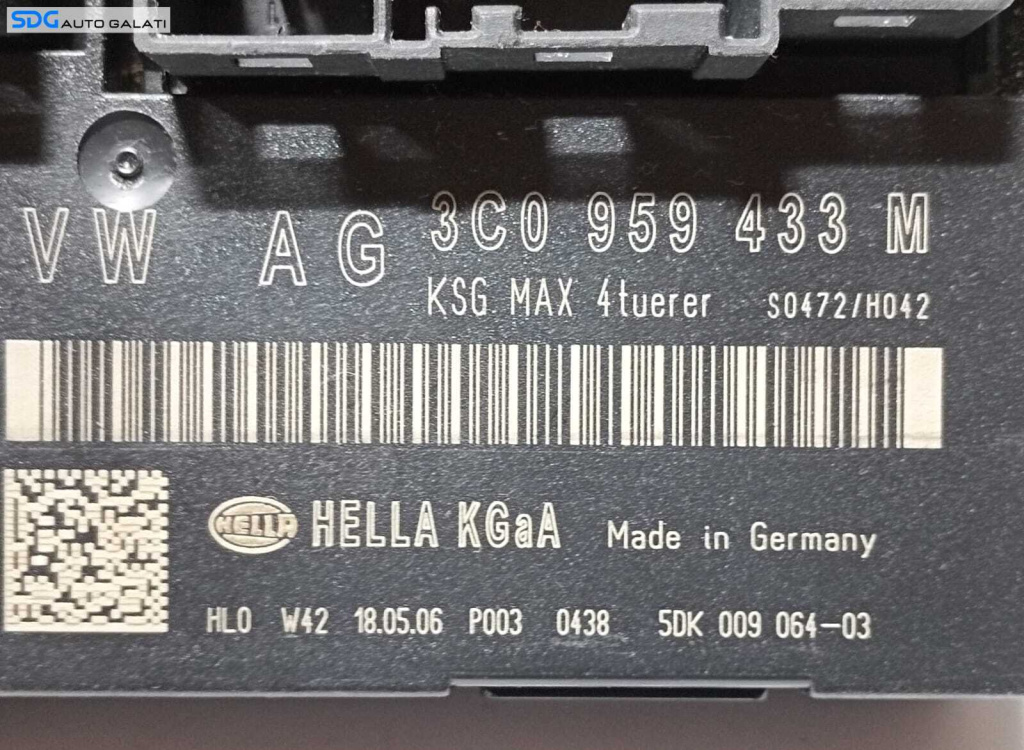 SDG AUTO GALATI
VW AG 3C0 959 433 M
KSG MAX 4tuerer S0472/H042
HELLA HELLA KGaA Made in Germany
HLO W42 18.05.06 P003 0438 5DK 009 064-03